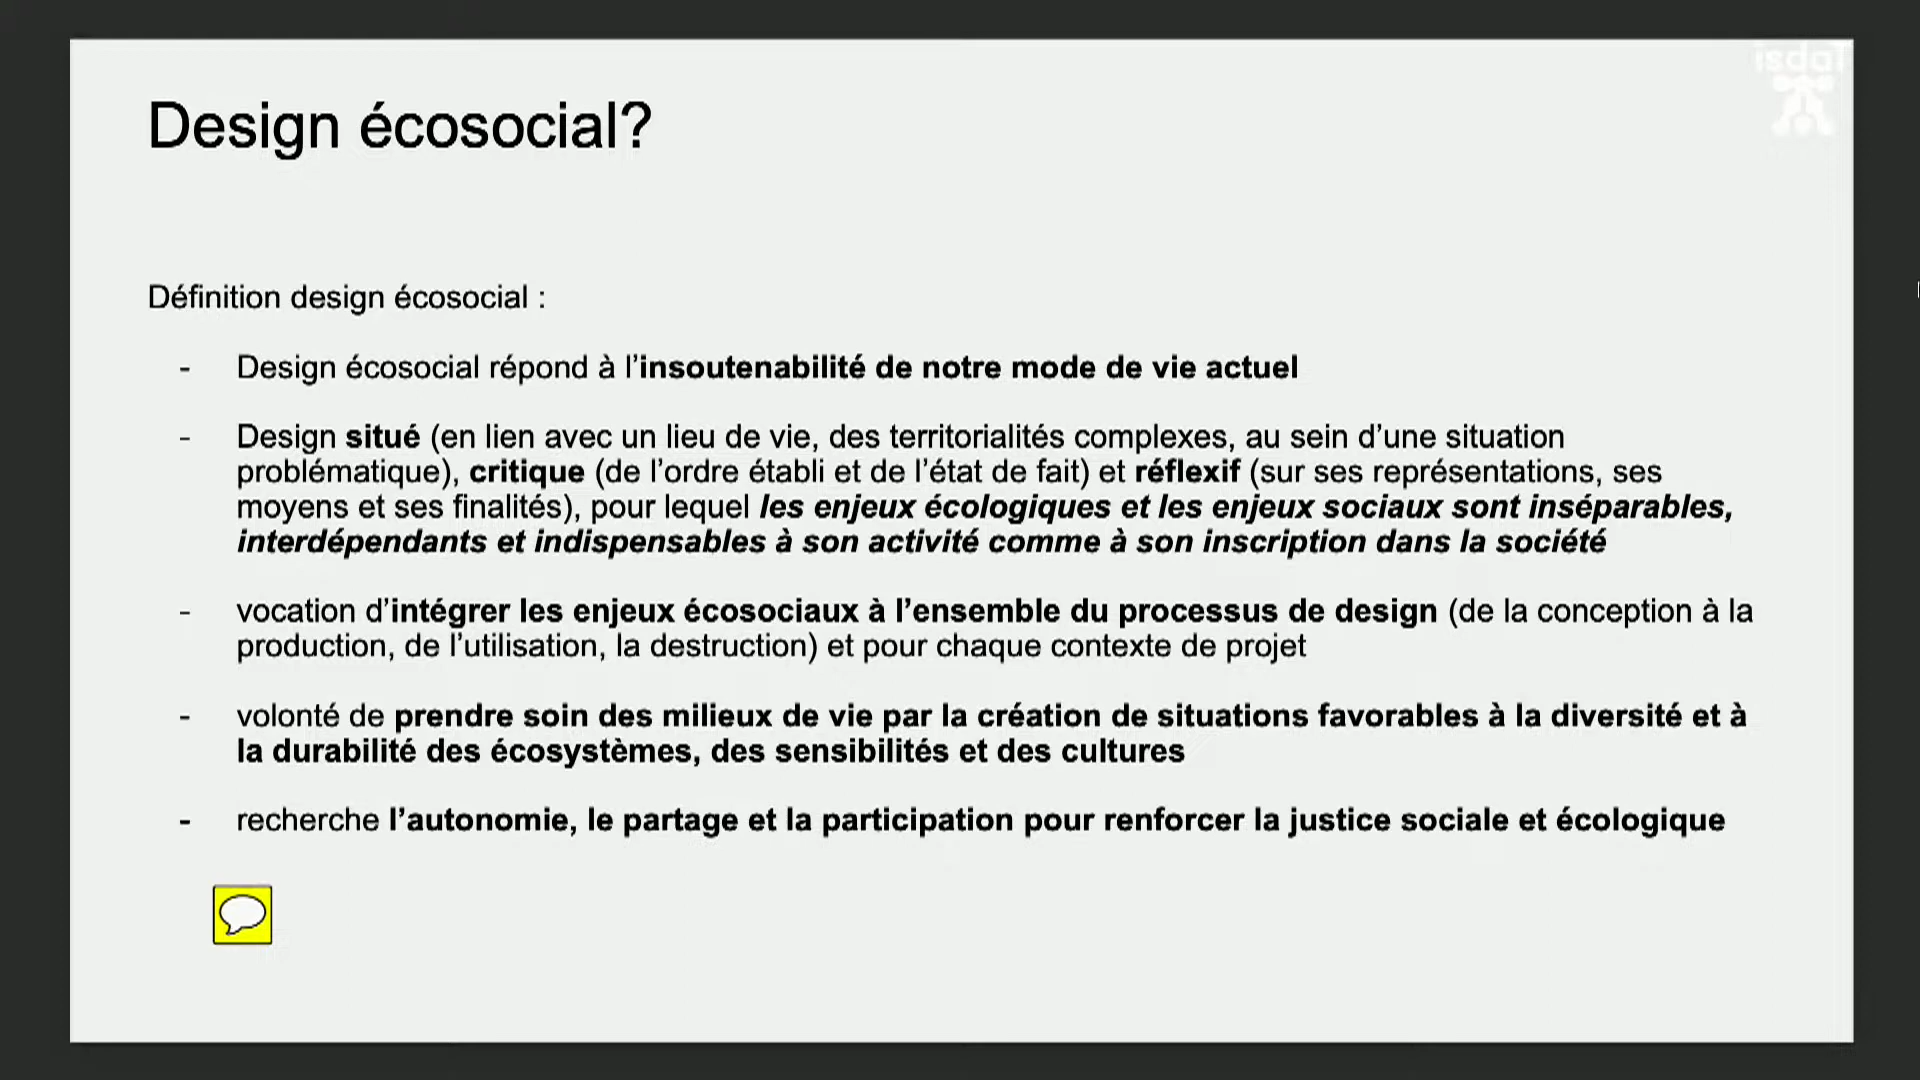 isdaT
Design écosocial?
Définition design écosocial :
- Design écosocial répond à l’insoutenabilité de notre mode de vie actuel
- Design situé (en lien avec un lieu de vie, des territorialités complexes, au sein d’une situation
problématique), critique (de l’ordre établi et de l’état de fait) et réflexif (sur ses représentations, ses
moyens et ses finalités), pour lequel les enjeux écologiques et les enjeux sociaux sont inséparables,
interdépendants et indispensables à son activité comme à son inscription dans la société
- vocation d’intégrer les enjeux écosociaux à l’ensemble du processus de design (de la conception à la
production, de l’utilisation, la destruction) et pour chaque contexte de projet
- volonté de prendre soin des milieux de vie par la création de situations favorables à la diversité et à
la durabilité des écosystèmes, des sensibilités et des cultures
- recherche l’autonomie, le partage et la participation pour renforcer la justice sociale et écologique